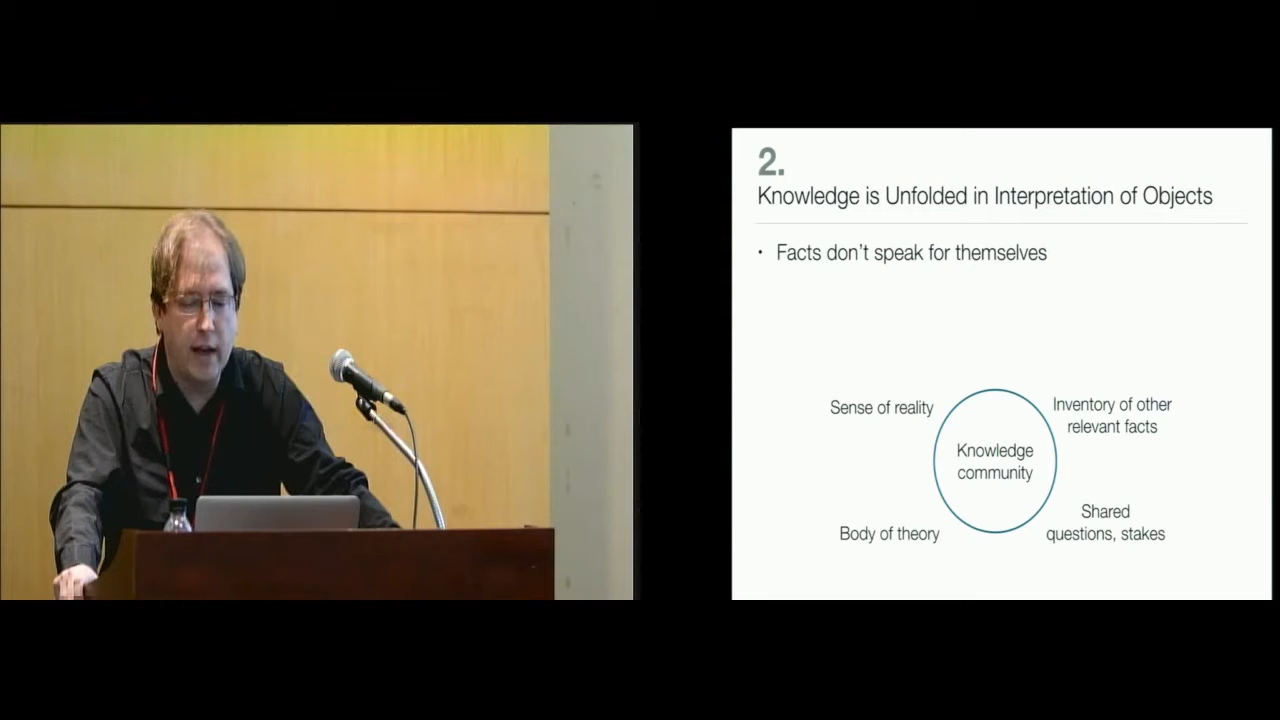 2.
Knowledge is Unfolded in Interpretation of Objects
• Facts don’t speak for themselves
Sense of reality
Inventory of other
relevant facts
Knowledge
community
Body of theory
Shared
questions, stakes